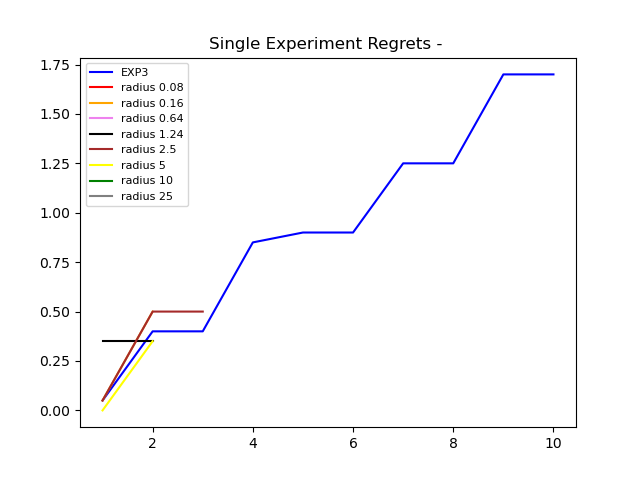 Single Experiment Regrets -
1.75
1.50
1.25
1.00
0.75
0.50
0.25
0.00
EXP3
radius 0.08
radius 0.16
radius 0.64
radius 1.24
radius 2.5
radius 5
radius 10
radius 25
2 4 6 8 10